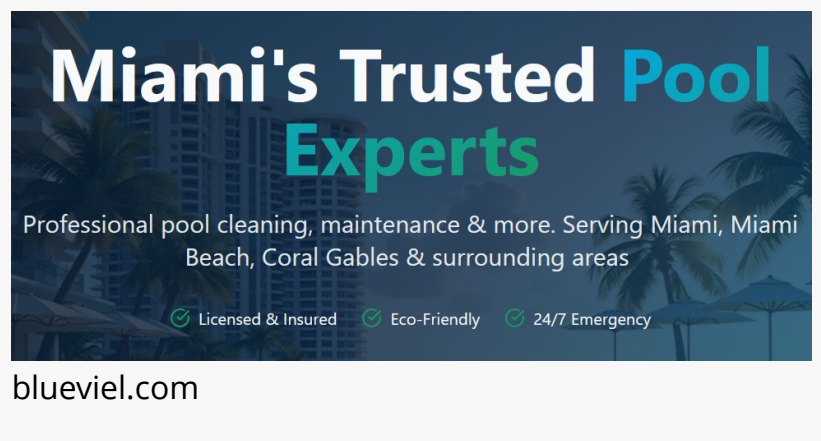 Miami's Trusted Pool
Experts
Professional pool cleaning, maintenance & more. Serving Miami, Miami
Beach, Coral Gables & surrounding areas
Licensed & Insured Eco-Friendly 24/7 Emergency
blueviel.com